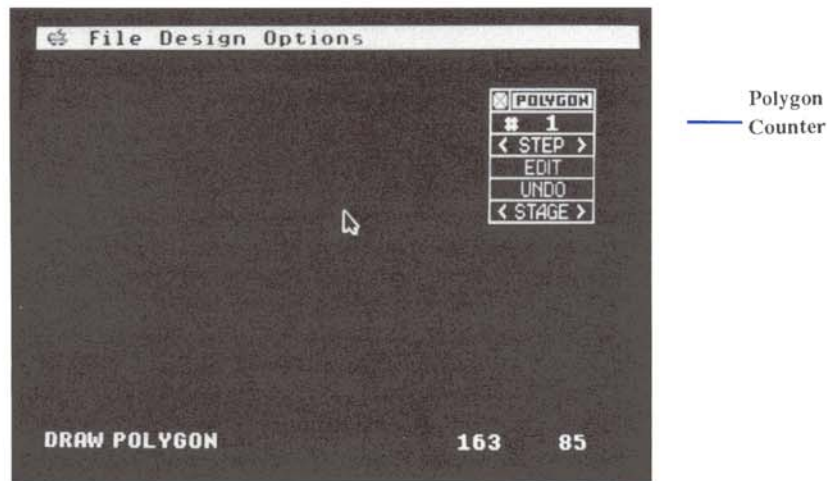 File Design Options
POLYGON
# 1
< STEP >
EDIT
UNDO
< STAGE >
Polygon
Counter
DRAW POLYGON 163 85